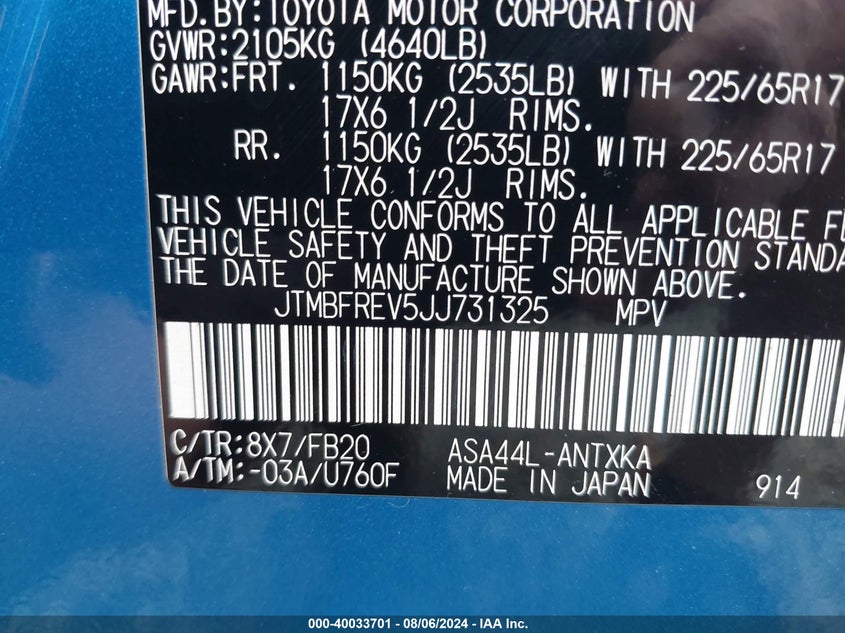 MFD.BY:TOYOTA MOTOR CORPORATION
GVWR:2105KG (4640LB)
GAWR:FRT. 1150KG (2535LB) WITH 225/65R17
17X6 1/2J RIMS.
RR. 1150KG (2535LB) WITH 225/65R17
17X6 1/2J RIMS.
THIS VEHICLE CONFORMS TO ALL APPLICABLE
VEHICLE SAFETY AND THEFT PREVENTION
THE DATE OF MANUFACTURE SHOWN ABOVE.
JTMBFREV5JJ731325 MPV
C/TR:8X7/FB20 ASA44L-ANTXKA
A/TM:-03A/U760F MADE IN JAPAN 914
000-40033701 - 08/06/2024 - IAA Inc.